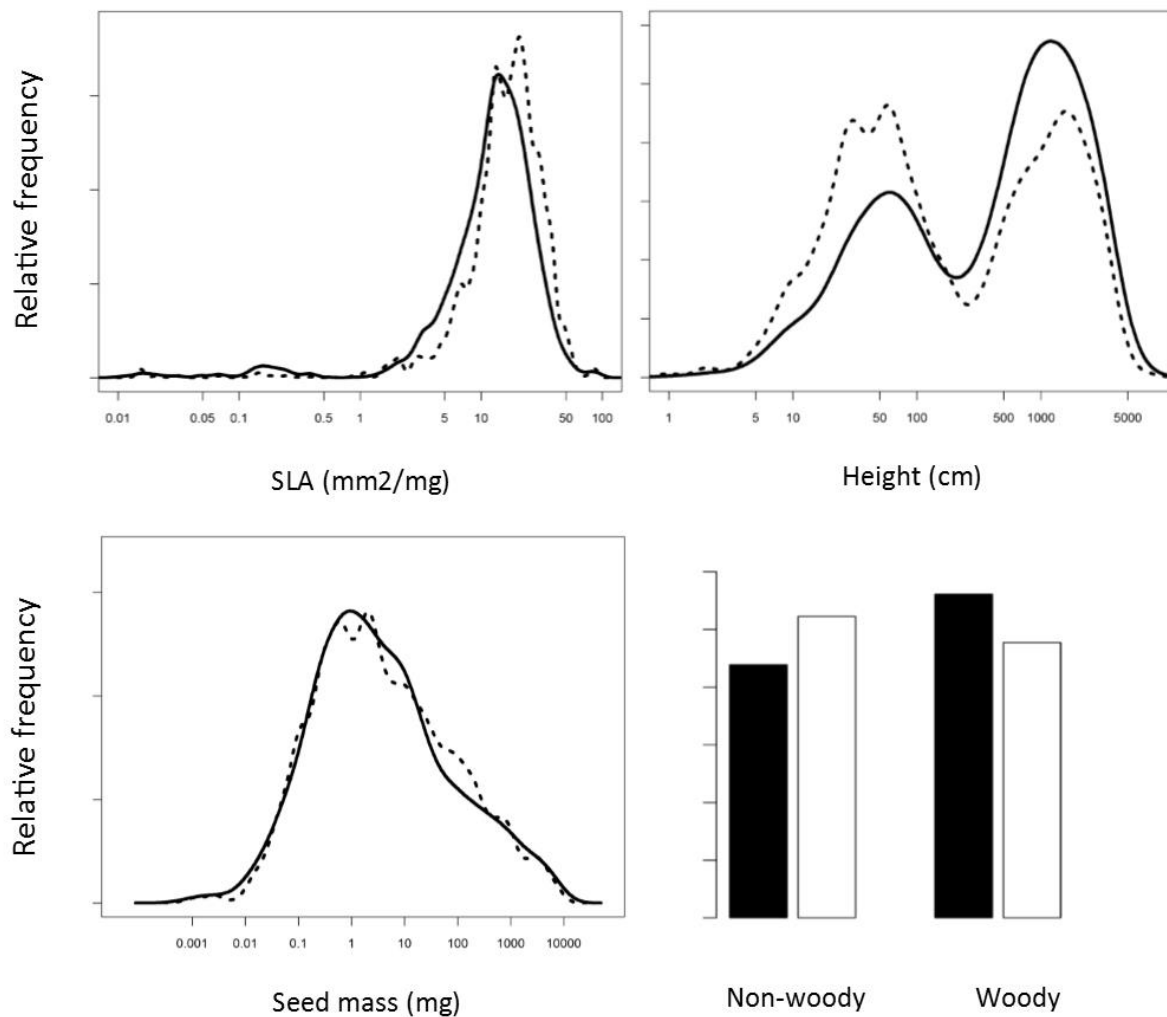 Relative frequency
0.01 0.05 0.1 0.5 1 5 10 50 100
SLA (mm2/mg)
1 5 10 50 100 500 1000 5000
Height (cm)
Relative frequency
0.001 0.01 0.1 1 10 100 1000 10000
Seed mass (mg)
Non-woody Woody